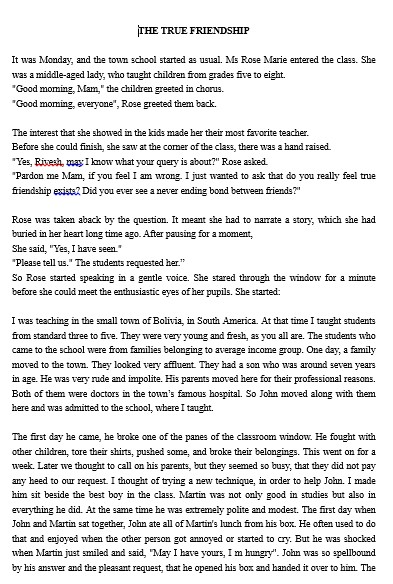 THE TRUE FRIENDSHIP
It was Monday, and the town school started as usual. Ms Rose Marie entered the class. She
was a middle-aged lady, who taught children from grades five to eight.
"Good morning, Mam," the children greeted in chorus.
"Good morning, everyone", Rose greeted them back.
The interest that she showed in the kids made her their most favorite teacher.
Before she could finish, she saw at the corner of the class, there was a hand raised.
"Yes, Rivesh, may I know what your query is about?" Rose asked.
"Pardon me Mam, if you feel I am wrong, I just wanted to ask that do you really feel true
friendship exists? Did you ever see a never ending bond between friends?"
Rose was taken aback by the question. It meant she had to narrate a story, which she had
buried in her heart long time ago. After pausing for a moment,
She said, "Yes, I have seen."
"Please tell us." The students requested her."
So Rose started speaking in a gentle voice. She stared through the window for a minute
before she could meet the enthusiastic eyes of her pupils. She started:
I was teaching in the small town of Bolivia, in South America. At that time I taught students
from standard three to five. They were very young and fresh, as you all are. The students who
came to the school were from families belonging to average income group. One day, a family
moved to the town. They looked very affluent. They had a son who was around seven years
in age. He was very rude and impolite. His parents moved here for their professional reasons.
Both of them were doctors in the town's famous hospital. So John moved along with them
here and was admitted to the school, where I taught.
The first day he came, he broke one of the panes of the classroom window. He fought with
other children, tore their shirts, pushed some, and broke their belongings. This went on for a
week. Later we thought to call on his parents, but they seemed so busy, that they did not pay
any heed to our request. I thought of trying a new technique, in order to help John. I made
him sit beside the best boy in the class. Martin was not only good in studies but also in
everything he did. At the same time he was extremely polite and modest. The first day when
John and Martin sat together, John ate all of Martin's lunch from his box. He often used to do
that and enjoyed when the other person got annoyed or started to cry. But he was shocked
when Martin just smiled and said, "May I have yours, I m hungry". John was so spellbound
by his answer and the pleasant request, that he opened his box and handed it over to him. The